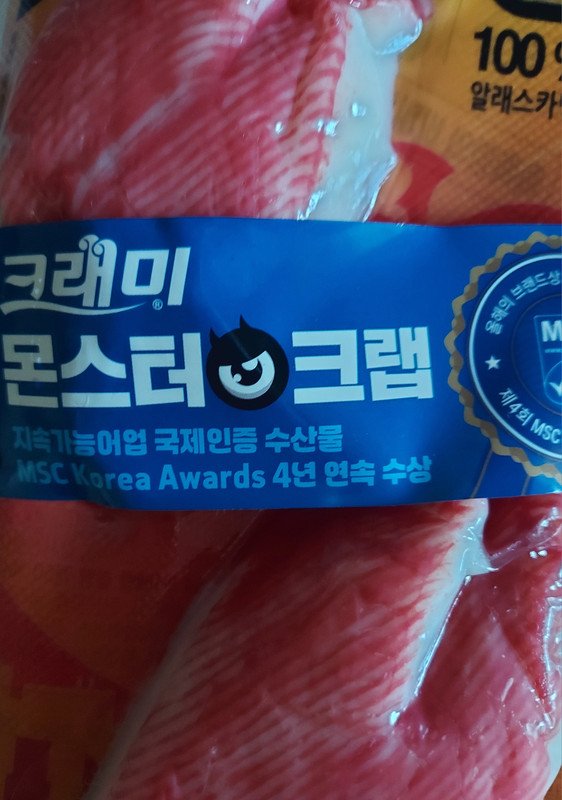 100%
알래스카
크래미®
몬스터크랩
지속가능어업 국제인증 수산물
MSC Korea Awards 4년 연속 수상
올해의 브랜드상
제4회 MSC